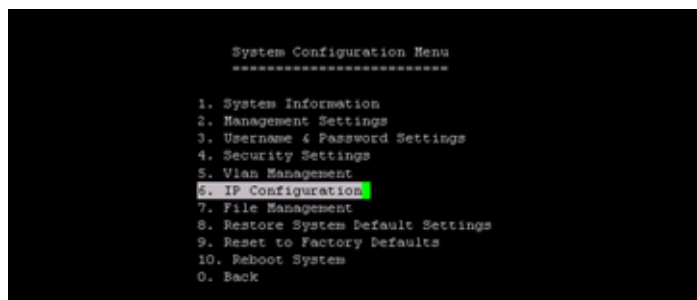 System Configuration Menu
=========================
1. System Information
2. Management Settings
3. Username & Password Settings
4. Security Settings
5. Vlan Management
6. IP Configuration
7. File Management
8. Restore System Default Settings
9. Reset to Factory Defaults
10. Reboot System
0. Back